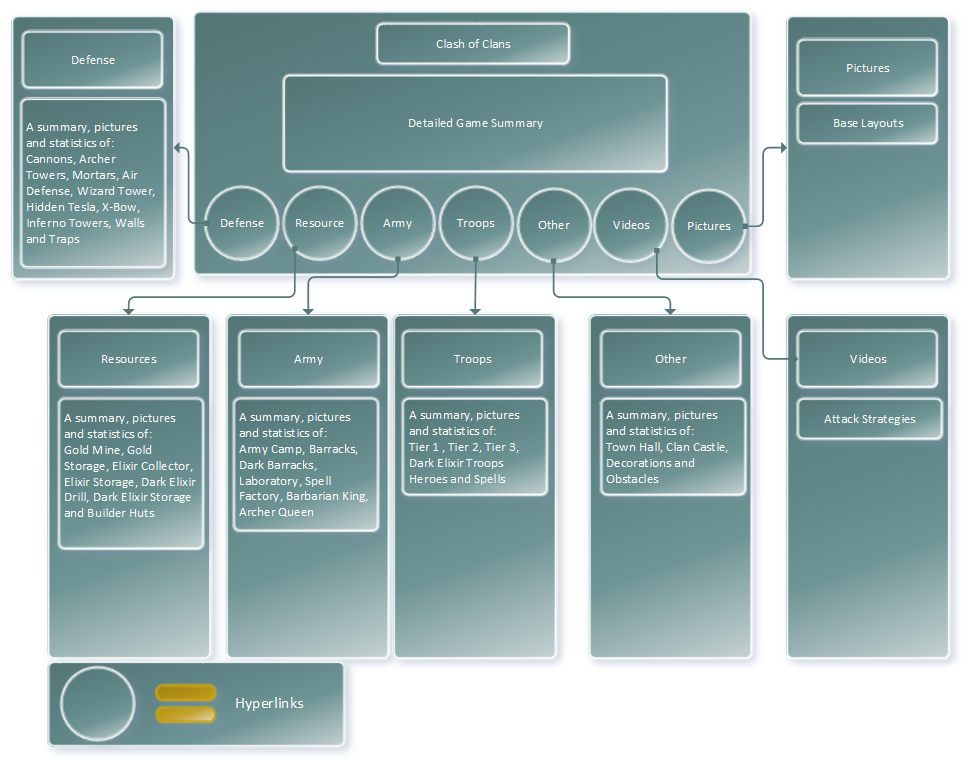 Clash of Clans
Detailed Game Summary
Defense
Resource
Army
Troops
Other
Videos
Pictures
Defense
A summary, pictures
and statistics of:
Cannons, Archer
Towers, Mortars, Air
Defense, Wizard Tower,
Hidden Tesla, X-Bow,
Inferno Towers, Walls
and Traps
Pictures
Base Layouts
Resources
A summary, pictures
and statistics of:
Gold Mine, Gold
Storage, Elixir Collector,
Elixir Storage, Dark Elixir
Drill, Dark Elixir Storage
and Builder Huts
Army
A summary, pictures
and statistics of:
Army Camp, Barracks,
Dark Barracks,
Laboratory, Spell
Factory, Barbarian King,
Archer Queen
Troops
A summary, pictures
and statistics of:
Tier 1 , Tier 2, Tier 3,
Dark Elixir Troops
Heroes and Spells
Other
A summary, pictures
and statistics of:
Town Hall, Clan Castle,
Decorations and
Obstacles
Videos
Attack Strategies
Hyperlinks